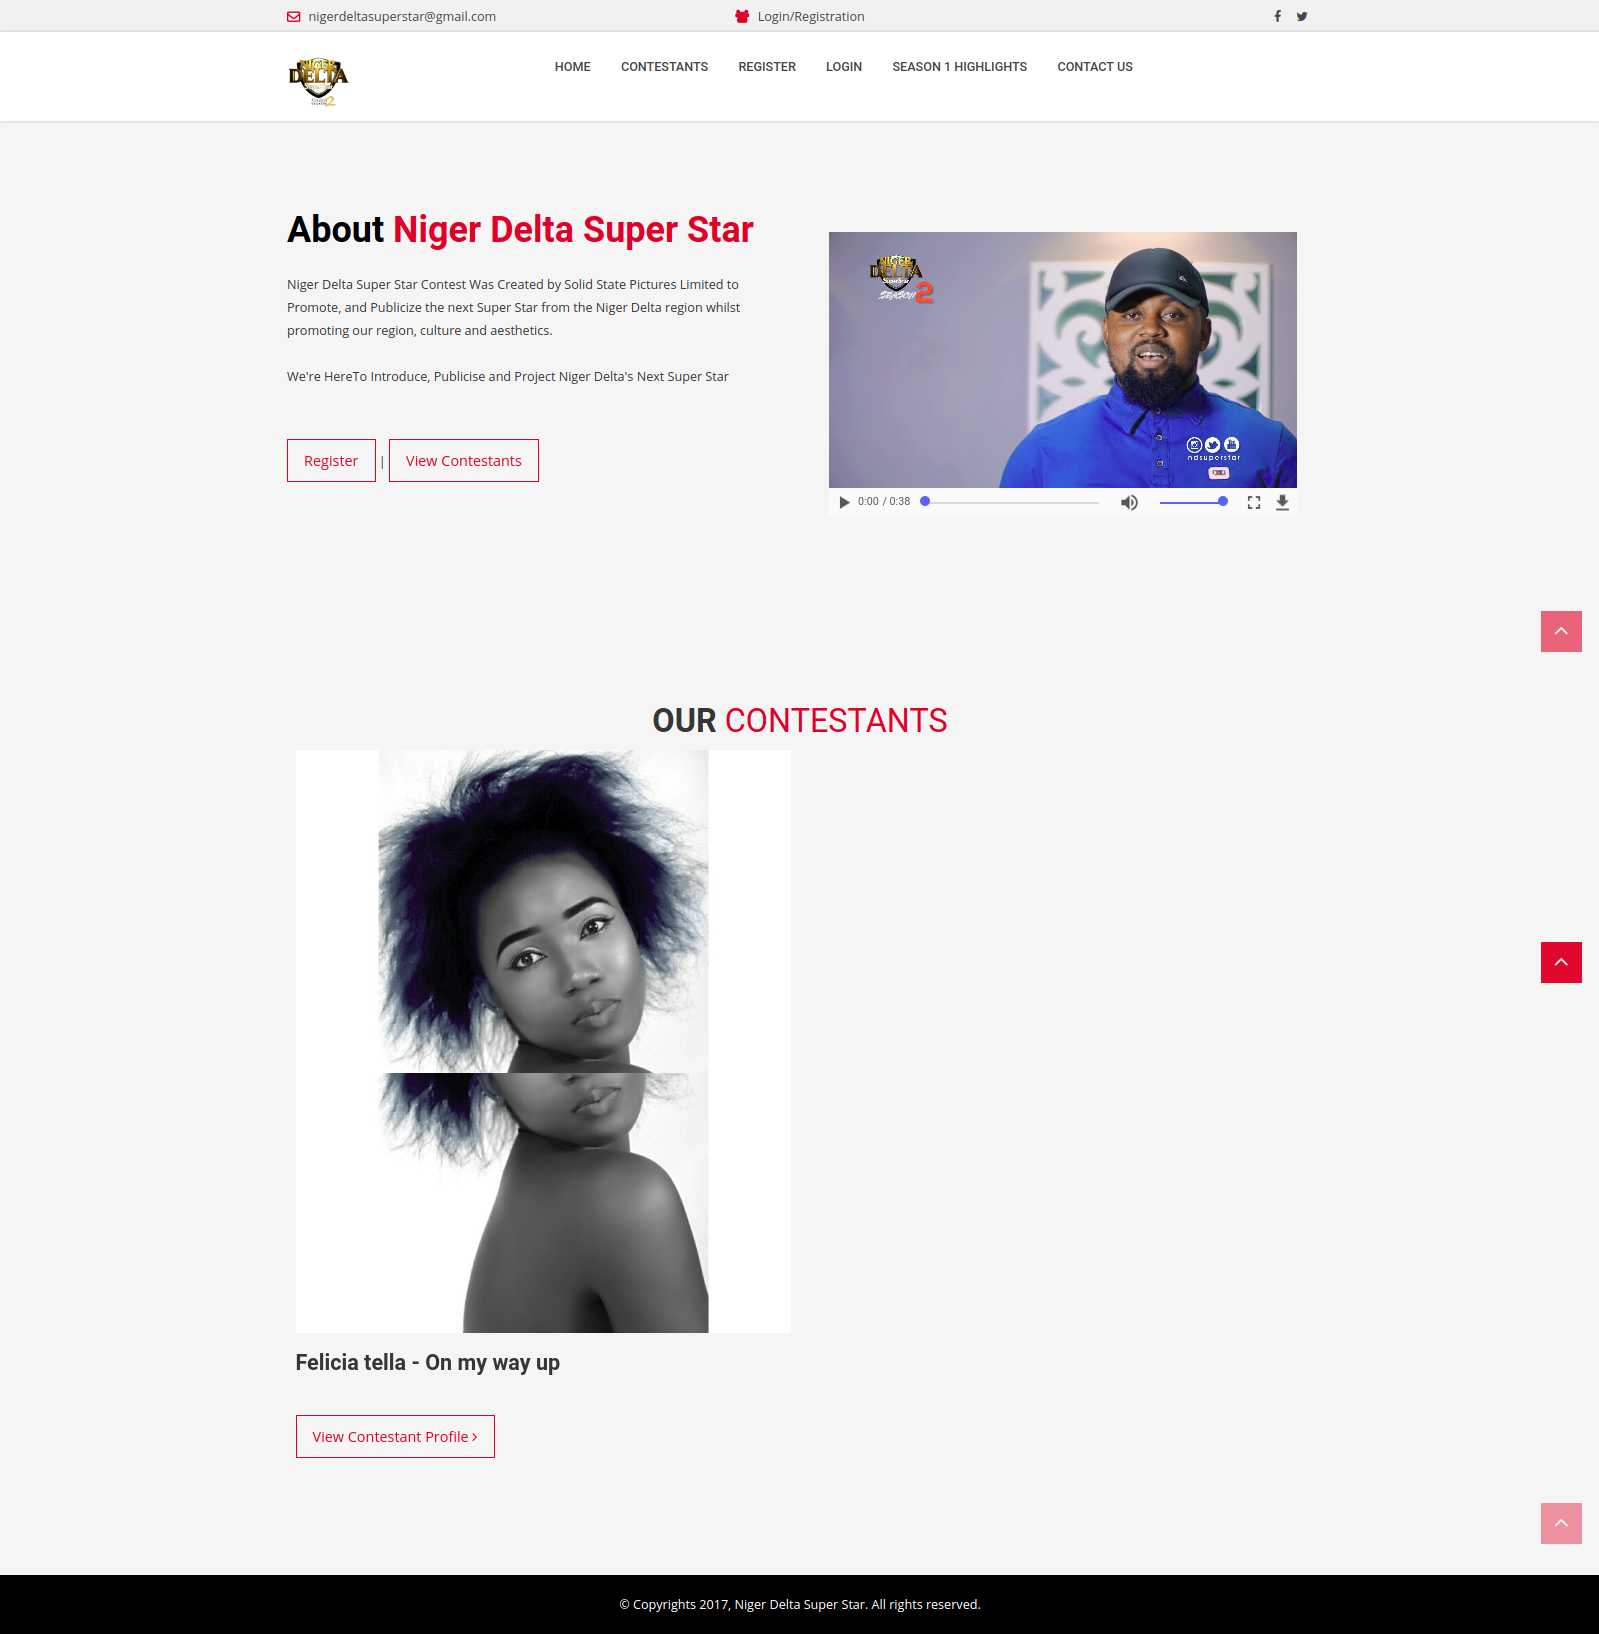 nigerdeltasuperstar@gmail.com
Login/Registration
NIGER
DELTA
2
HOME
CONTESTANTS
REGISTER
LOGIN
SEASON 1 HIGHLIGHTS
CONTACT US
About Niger Delta Super Star
Niger Delta Super Star Contest Was Created by Solid State Pictures Limited to
Promote, and Publicize the next Super Star from the Niger Delta region whilst
promoting our region, culture and aesthetics.
We're HereTo Introduce, Publicise and Project Niger Delta's Next Super Star
Register | View Contestants
NIGER
DELTA
SuperStar
SEASON 2
ndsuperstar
0:00 / 0:38
OUR CONTESTANTS
Felicia tella - On my way up
View Contestant Profile
© Copyrights 2017, Niger Delta Super Star. All rights reserved.